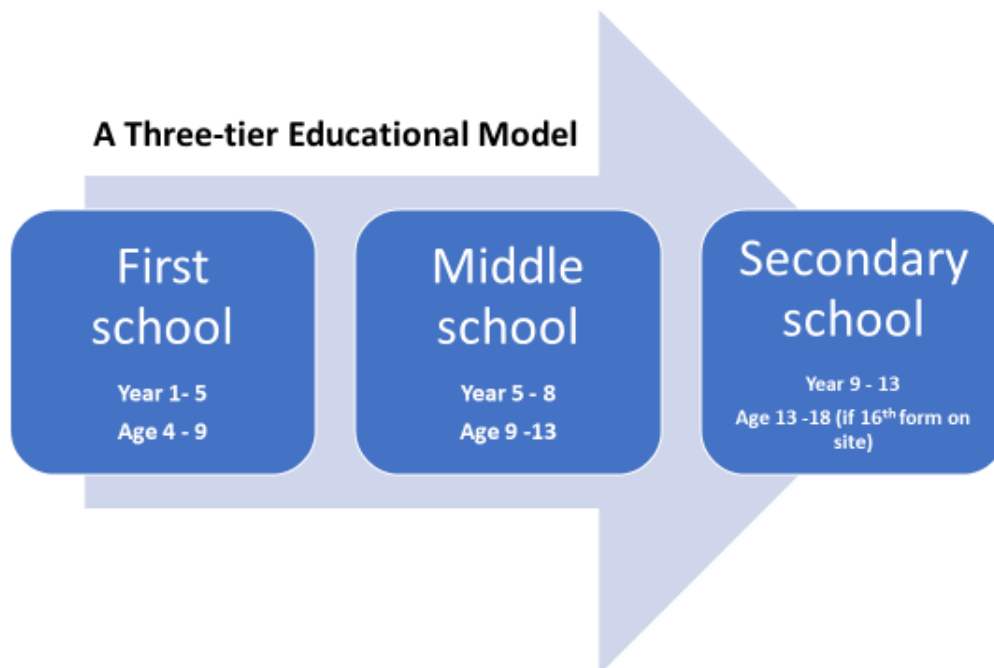 A Three-tier Educational Model
First
school
Year 1- 5
Age 4 - 9
Middle
school
Year 5 - 8
Age 9 -13
Secondary
school
Year 9 - 13
Age 13 -18 (if 16th form on
site)